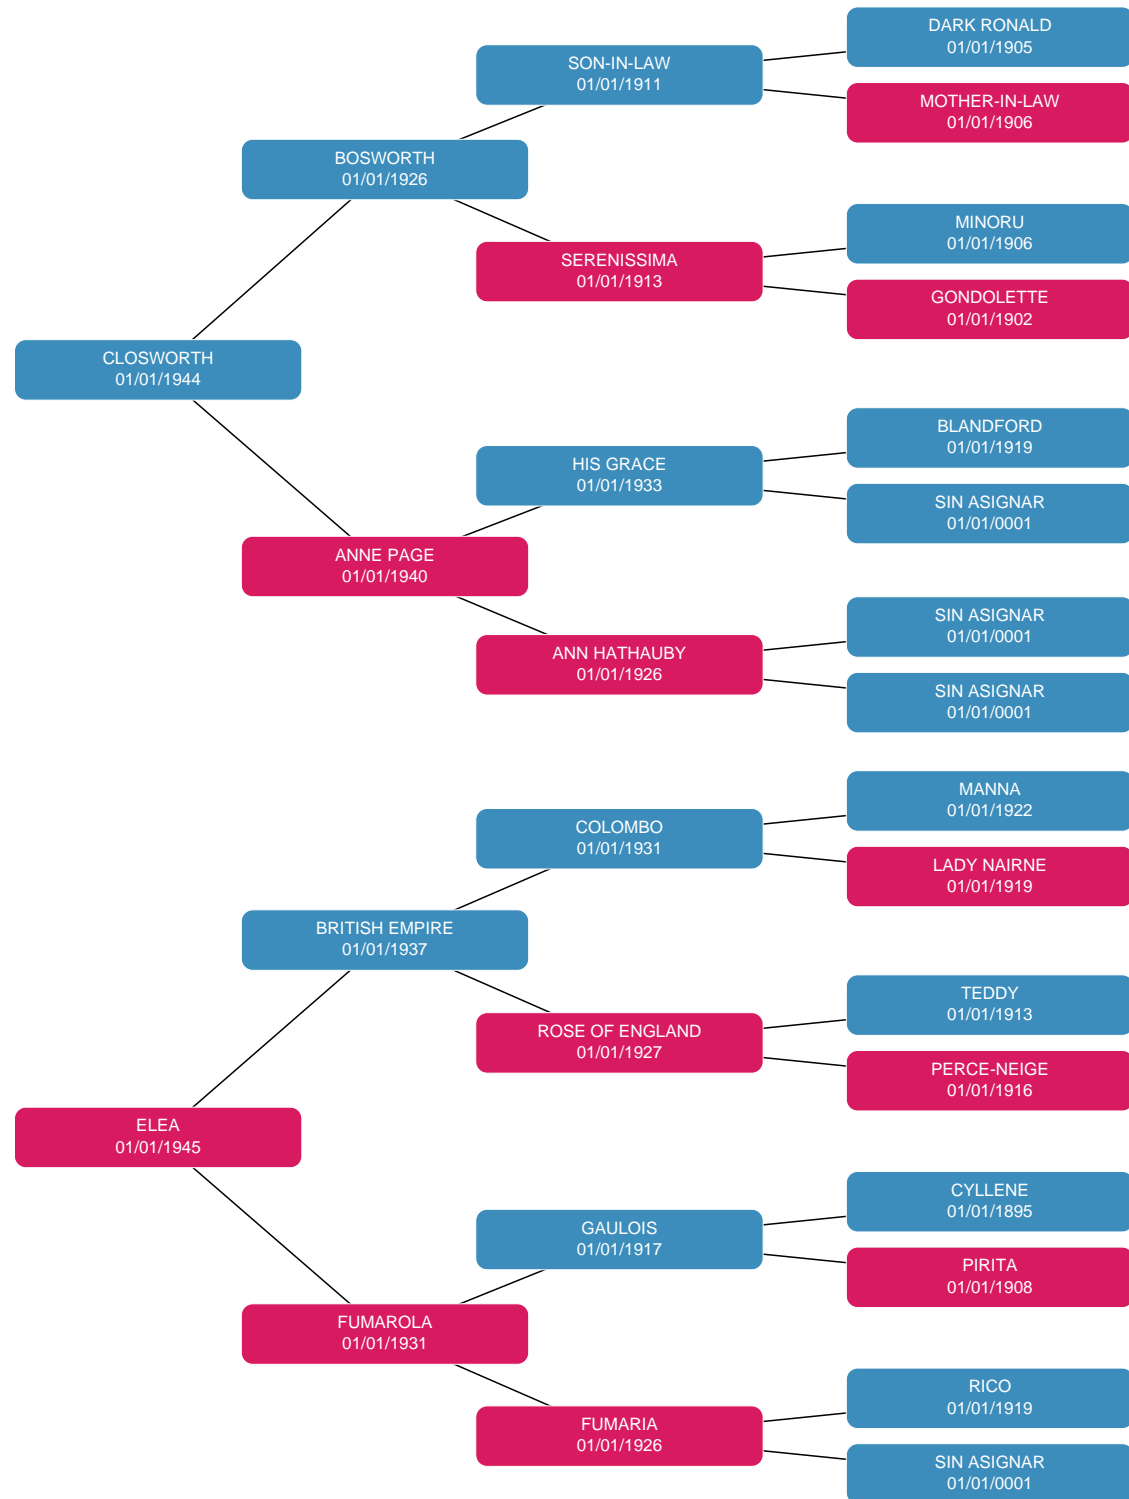 DARK RONALD
01/01/1905
SON-IN-LAW
01/01/1911
MOTHER-IN-LAW
01/01/1906
BOSWORTH
01/01/1926
MINORU
01/01/1906
SERENISSIMA
01/01/1913
GONDOLETTE
01/01/1902
CLOSWORTH
01/01/1944
BLANDFORD
01/01/1919
HIS GRACE
01/01/1933
SIN ASIGNAR
01/01/0001
ANNE PAGE
01/01/1940
SIN ASIGNAR
01/01/0001
ANN HATHAUBY
01/01/1926
SIN ASIGNAR
01/01/0001
MANNA
01/01/1922
COLOMBO
01/01/1931
LADY NAIRNE
01/01/1919
BRITISH EMPIRE
01/01/1937
TEDDY
01/01/1913
ROSE OF ENGLAND
01/01/1927
PERCE-NEIGE
01/01/1916
ELEA
01/01/1945
CYLLENE
01/01/1895
GAULOIS
01/01/1917
PIRITA
01/01/1908
FUMAROLA
01/01/1931
RICO
01/01/1919
FUMARIA
01/01/1926
SIN ASIGNAR
01/01/0001